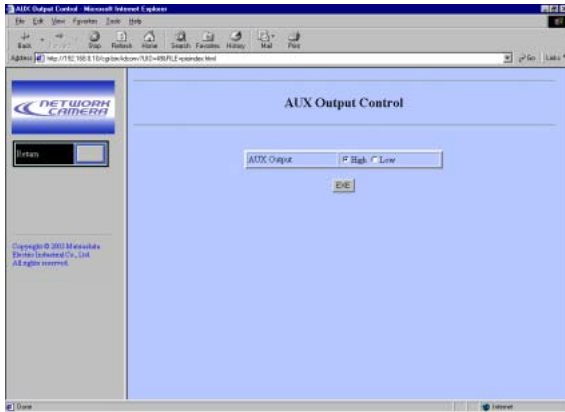 AUX Output Control - Microsoft Internet Explorer
File Edit View Favorites Tools Help
Back Stop Refresh Home Search Favorites History Mail Print
Address Go Links
NETWORK
CAMERA
AUX Output Control
Return
AUX Output High Low
EXE
Copyright © 2002 Matsushita
Electric Industrial Co., Ltd.
All rights reserved.
Done Internet